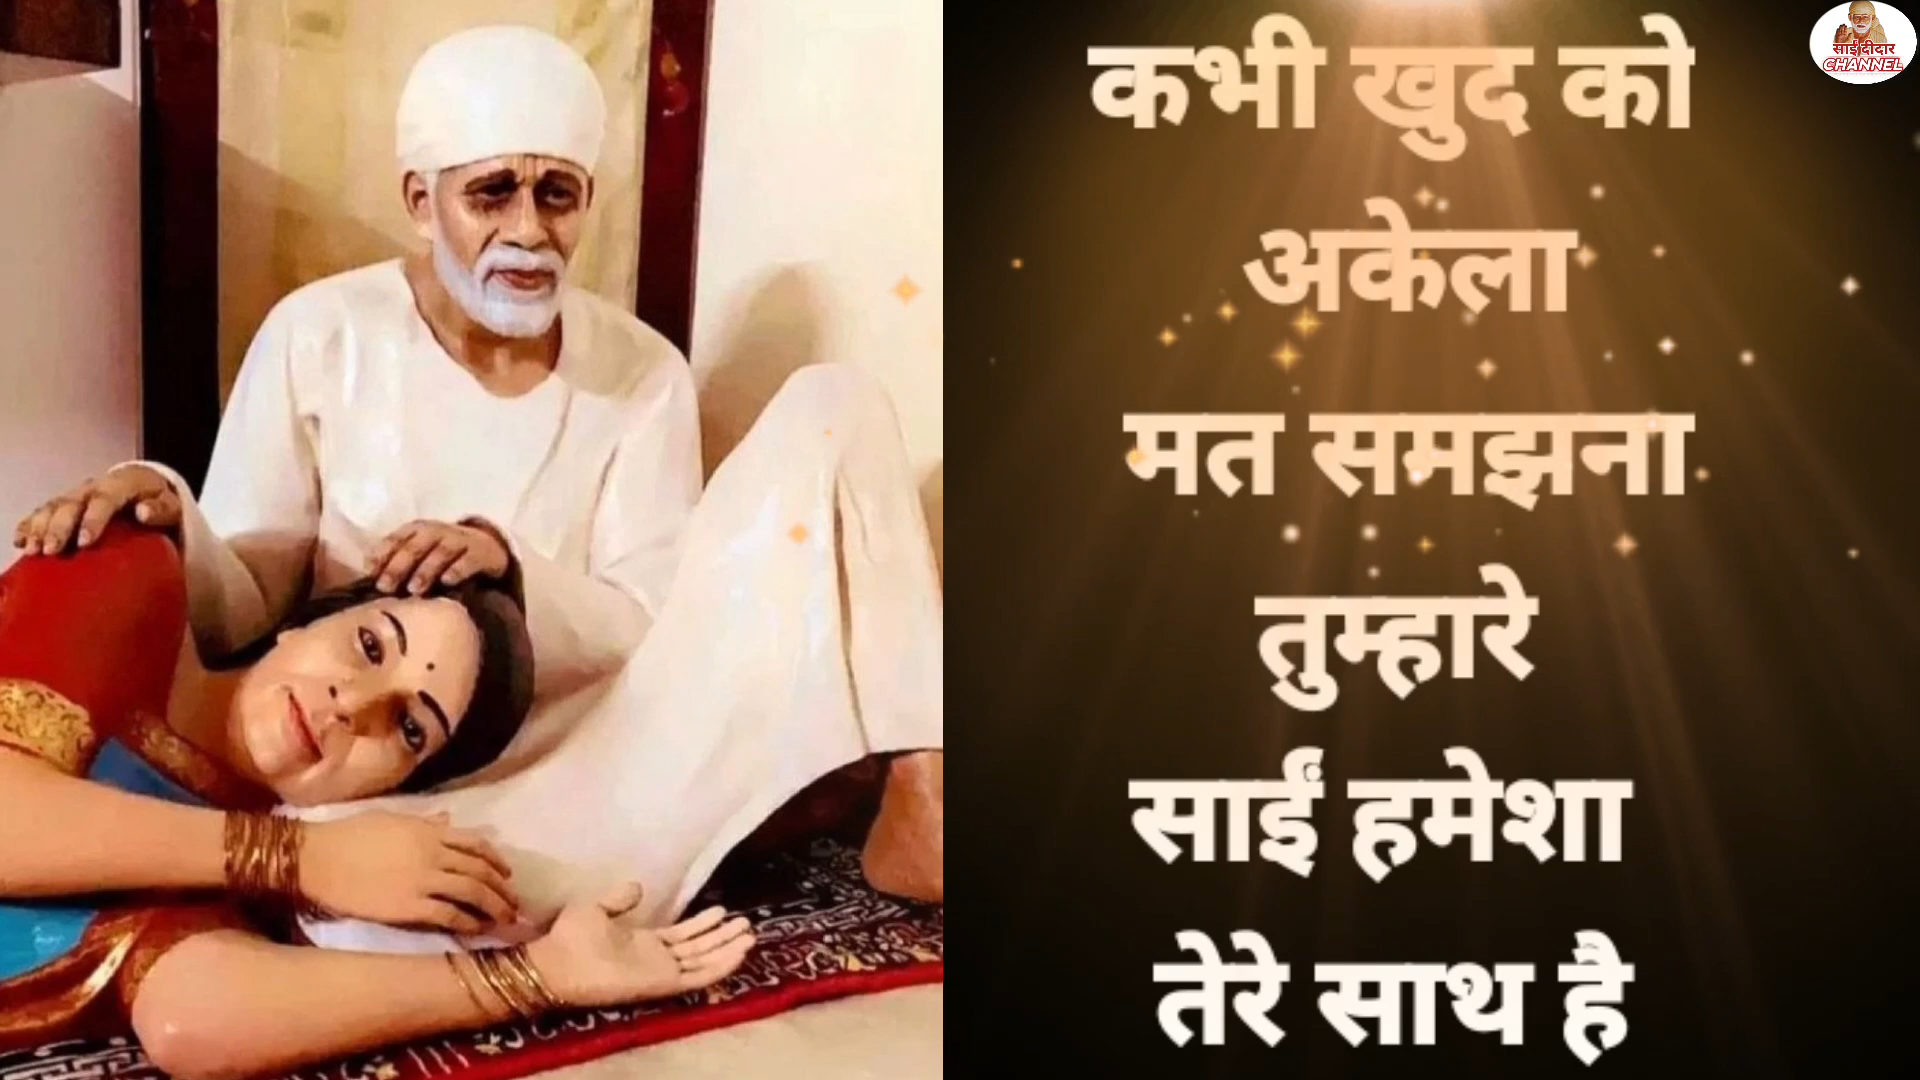 कभी खुद को
अकेला
मत समझना
तुम्हारे
साईं हमेशा
तेरे साथ है
साईं दीदार
CHANNEL